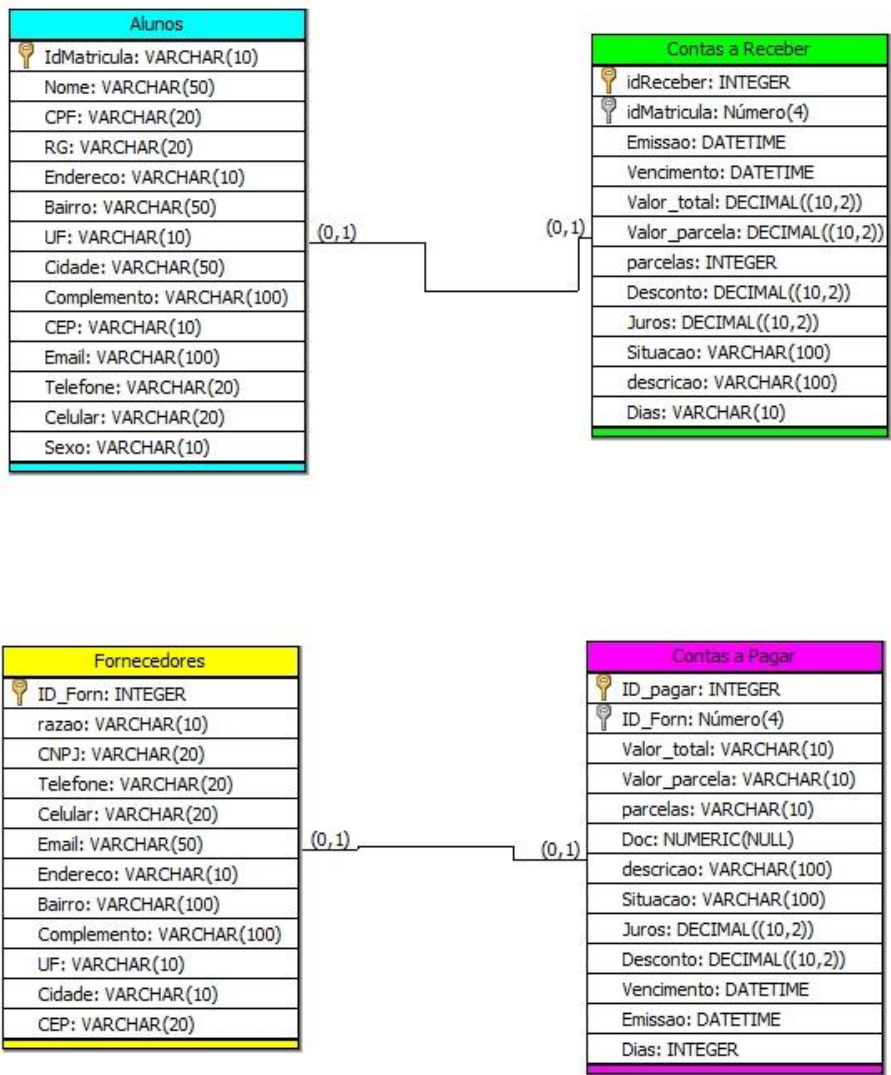 Alunos
IdMatricula: VARCHAR(10)
Nome: VARCHAR(50)
CPF: VARCHAR(20)
RG: VARCHAR(20)
Endereco: VARCHAR(10)
Bairro: VARCHAR(50)
UF: VARCHAR(10)
Cidade: VARCHAR(50)
Complemento: VARCHAR(100)
CEP: VARCHAR(10)
Email: VARCHAR(100)
Telefone: VARCHAR(20)
Celular: VARCHAR(20)
Sexo: VARCHAR(10)
(0,1)
(0,1)
Contas a Receber
idReceber: INTEGER
idMatricula: Número(4)
Emissao: DATETIME
Vencimento: DATETIME
Valor_total: DECIMAL((10,2))
Valor_parcela: DECIMAL((10,2))
parcelas: INTEGER
Desconto: DECIMAL((10,2))
Juros: DECIMAL((10,2))
Situacao: VARCHAR(100)
descricao: VARCHAR(100)
Dias: VARCHAR(10)
Fornecedores
ID_Forn: INTEGER
razao: VARCHAR(10)
CNPJ: VARCHAR(20)
Telefone: VARCHAR(20)
Celular: VARCHAR(20)
Email: VARCHAR(50)
Endereco: VARCHAR(10)
Bairro: VARCHAR(100)
Complemento: VARCHAR(100)
UF: VARCHAR(10)
Cidade: VARCHAR(10)
CEP: VARCHAR(20)
(0,1)
(0,1)
Contas a Pagar
ID_pagar: INTEGER
ID_Forn: Número(4)
Valor_total: VARCHAR(10)
Valor_parcela: VARCHAR(10)
parcelas: VARCHAR(10)
Doc: NUMERIC(NULL)
descricao: VARCHAR(100)
Situacao: VARCHAR(100)
Juros: DECIMAL((10,2))
Desconto: DECIMAL((10,2))
Vencimento: DATETIME
Emissao: DATETIME
Dias: INTEGER